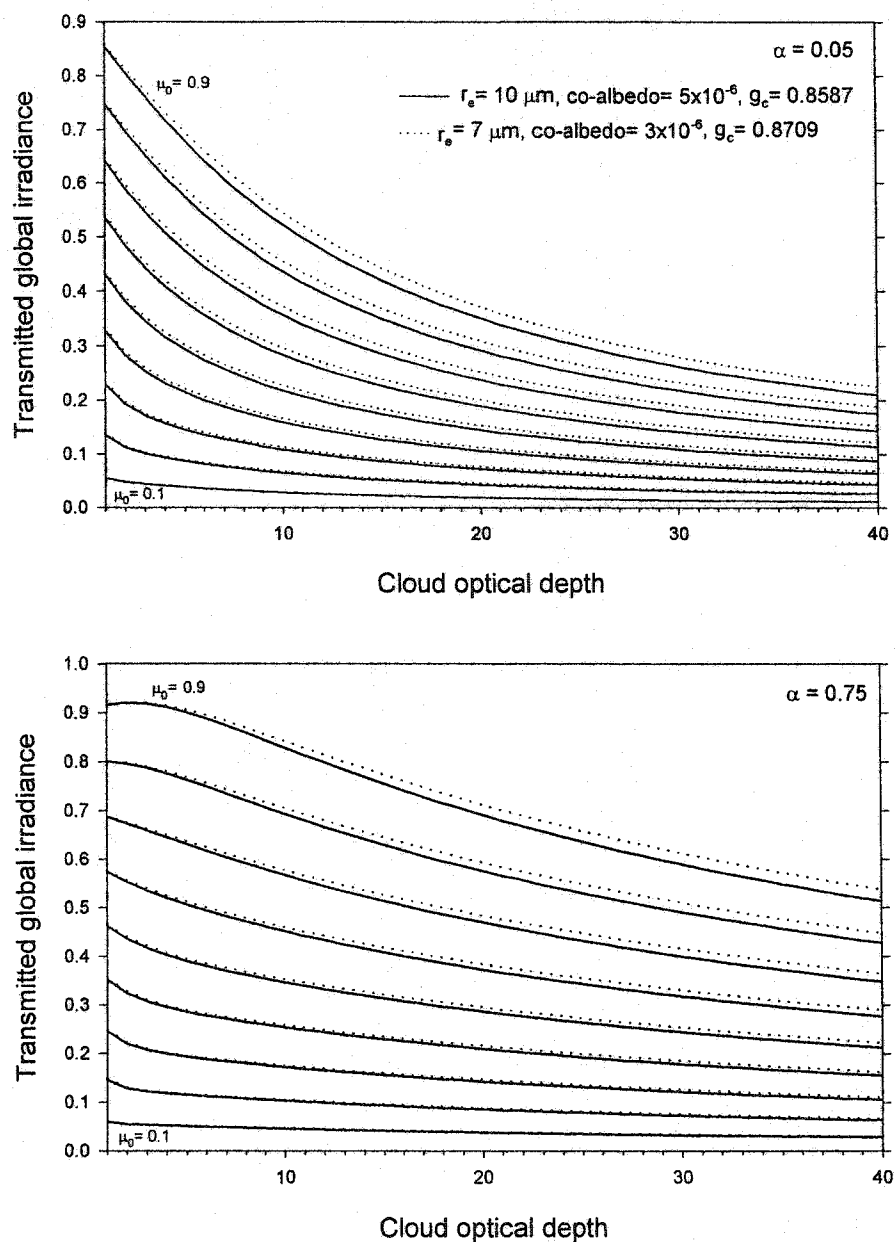 0.9
0.8
0.7
0.6
0.5
0.4
0.3
0.2
0.1
0.0
Transmitted global irradiance
μ₀= 0.9
α = 0.05
rₑ= 10 μm, co-albedo= 5x10⁻⁶, g꜀= 0.8587
rₑ= 7 μm, co-albedo= 3x10⁻⁶, g꜀= 0.8709
μ₀= 0.1
10
20
30
40
Cloud optical depth
1.0
0.9
0.8
0.7
0.6
0.5
0.4
0.3
0.2
0.1
0.0
Transmitted global irradiance
μ₀= 0.9
α = 0.75
μ₀= 0.1
10
20
30
40
Cloud optical depth